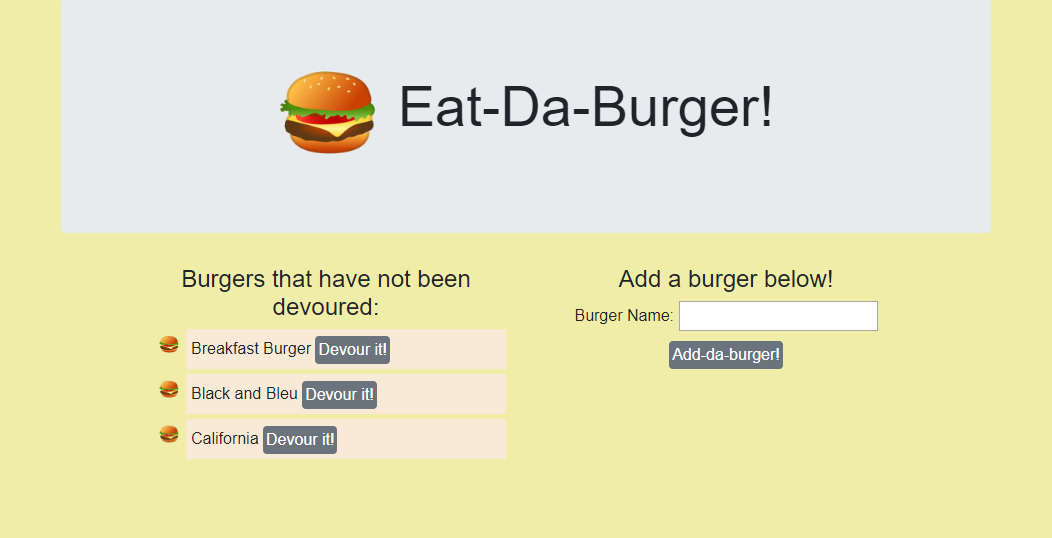 Eat-Da-Burger!
Burgers that have not been
devoured:
Breakfast Burger Devour it!
Black and Bleu Devour it!
California Devour it!
Add a burger below!
Burger Name:
Add-da-burger!